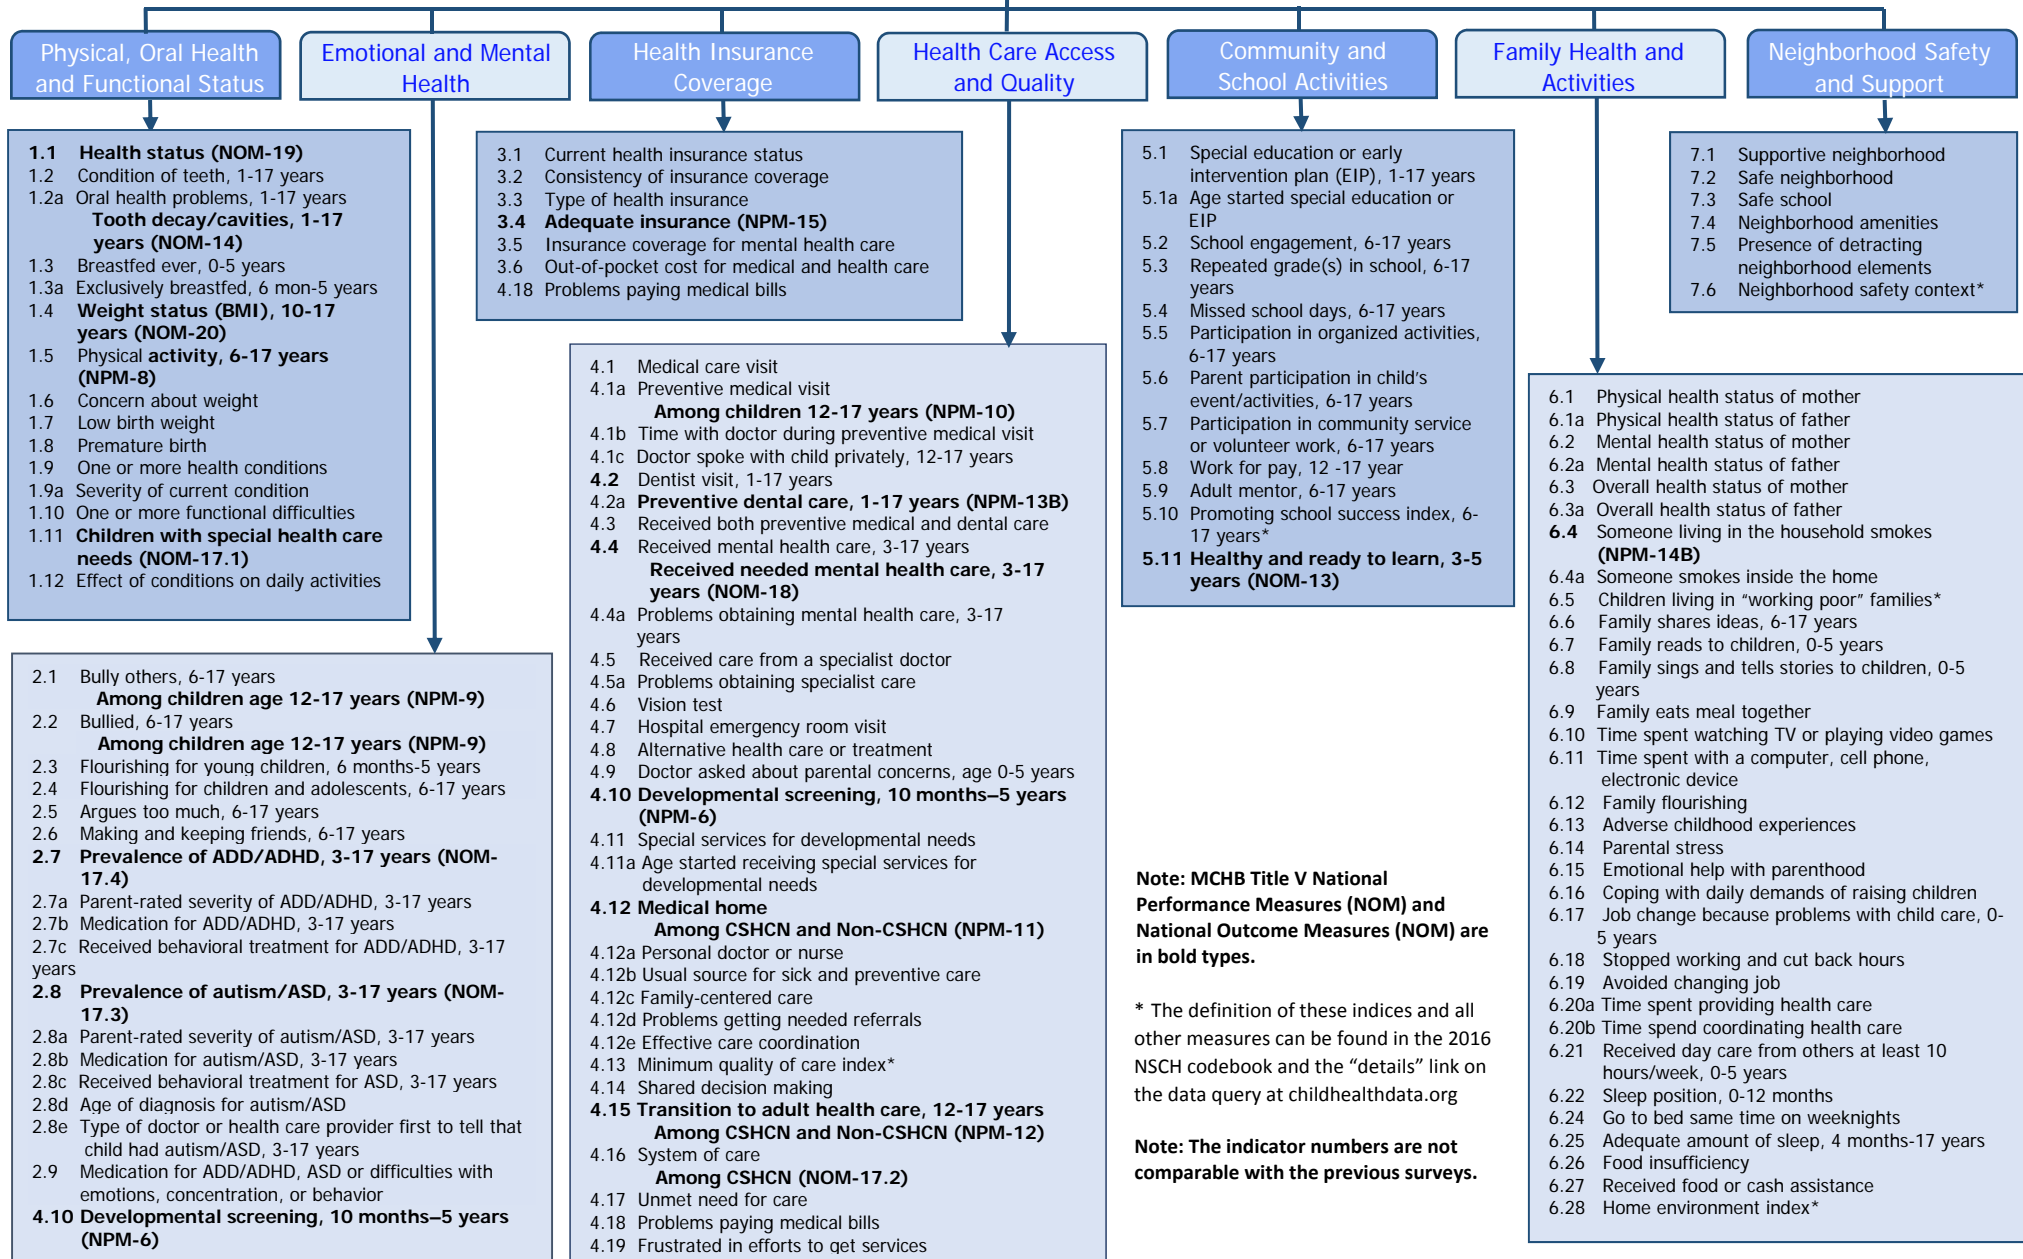 Physical, Oral Health
and Functional Status
Emotional and Mental
Health
Health Insurance
Coverage
Health Care Access
and Quality
Community and
School Activities
Family Health and
Activities
Neighborhood Safety
and Support
1.1 Health status (NOM-19)
1.2 Condition of teeth, 1-17 years
1.2a Oral health problems, 1-17 years
Tooth decay/cavities, 1-17
years (NOM-14)
1.3 Breastfed ever, 0-5 years
1.3a Exclusively breastfed, 6 mon-5 years
1.4 Weight status (BMI), 10-17
years (NOM-20)
1.5 Physical activity, 6-17 years
(NPM-8)
1.6 Concern about weight
1.7 Low birth weight
1.8 Premature birth
1.9 One or more health conditions
1.9a Severity of current condition
1.10 One or more functional difficulties
1.11 Children with special health care
needs (NOM-17.1)
1.12 Effect of conditions on daily activities
2.1 Bully others, 6-17 years
Among children age 12-17 years (NPM-9)
2.2 Bullied, 6-17 years
Among children age 12-17 years (NPM-9)
2.3 Flourishing for young children, 6 months-5 years
2.4 Flourishing for children and adolescents, 6-17 years
2.5 Argues too much, 6-17 years
2.6 Making and keeping friends, 6-17 years
2.7 Prevalence of ADD/ADHD, 3-17 years (NOM-
17.4)
2.7a Parent-rated severity of ADD/ADHD, 3-17 years
2.7b Medication for ADD/ADHD, 3-17 years
2.7c Received behavioral treatment for ADD/ADHD, 3-17
years
2.8 Prevalence of autism/ASD, 3-17 years (NOM-
17.3)
2.8a Parent-rated severity of autism/ASD, 3-17 years
2.8b Medication for autism/ASD, 3-17 years
2.8c Received behavioral treatment for ASD, 3-17 years
2.8d Age of diagnosis for autism/ASD
2.8e Type of doctor or health care provider first to tell that
child had autism/ASD, 3-17 years
2.9 Medication for ADD/ADHD, ASD or difficulties with
emotions, concentration, or behavior
4.10 Developmental screening, 10 months–5 years
(NPM-6)
3.1 Current health insurance status
3.2 Consistency of insurance coverage
3.3 Type of health insurance
3.4 Adequate insurance (NPM-15)
3.5 Insurance coverage for mental health care
3.6 Out-of-pocket cost for medical and health care
4.18 Problems paying medical bills
4.1 Medical care visit
4.1a Preventive medical visit
Among children 12-17 years (NPM-10)
4.1b Time with doctor during preventive medical visit
4.1c Doctor spoke with child privately, 12-17 years
4.2 Dentist visit, 1-17 years
4.2a Preventive dental care, 1-17 years (NPM-13B)
4.3 Received both preventive medical and dental care
4.4 Received mental health care, 3-17 years
Received needed mental health care, 3-17
years (NOM-18)
4.4a Problems obtaining mental health care, 3-17
years
4.5 Received care from a specialist doctor
4.5a Problems obtaining specialist care
4.6 Vision test
4.7 Hospital emergency room visit
4.8 Alternative health care or treatment
4.9 Doctor asked about parental concerns, age 0-5 years
4.10 Developmental screening, 10 months–5 years
(NPM-6)
4.11 Special services for developmental needs
4.11a Age started receiving special services for
developmental needs
4.12 Medical home
Among CSHCN and Non-CSHCN (NPM-11)
4.12a Personal doctor or nurse
4.12b Usual source for sick and preventive care
4.12c Family-centered care
4.12d Problems getting needed referrals
4.12e Effective care coordination
4.13 Minimum quality of care index*
4.14 Shared decision making
4.15 Transition to adult health care, 12-17 years
Among CSHCN and Non-CSHCN (NPM-12)
4.16 System of care
Among CSHCN (NOM-17.2)
4.17 Unmet need for care
4.18 Problems paying medical bills
4.19 Frustrated in efforts to get services
5.1 Special education or early
intervention plan (EIP), 1-17 years
5.1a Age started special education or
EIP
5.2 School engagement, 6-17 years
5.3 Repeated grade(s) in school, 6-17
years
5.4 Missed school days, 6-17 years
5.5 Participation in organized activities,
6-17 years
5.6 Parent participation in child's
event/activities, 6-17 years
5.7 Participation in community service
or volunteer work, 6-17 years
5.8 Work for pay, 12 -17 year
5.9 Adult mentor, 6-17 years
5.10 Promoting school success index, 6-
17 years*
5.11 Healthy and ready to learn, 3-5
years (NOM-13)
Note: MCHB Title V National
Performance Measures (NOM) and
National Outcome Measures (NOM) are
in bold types.
* The definition of these indices and all
other measures can be found in the 2016
NSCH codebook and the “details” link on
the data query at childhealthdata.org
Note: The indicator numbers are not
comparable with the previous surveys.
7.1 Supportive neighborhood
7.2 Safe neighborhood
7.3 Safe school
7.4 Neighborhood amenities
7.5 Presence of detracting
neighborhood elements
7.6 Neighborhood safety context*
6.1 Physical health status of mother
6.1a Physical health status of father
6.2 Mental health status of mother
6.2a Mental health status of father
6.3 Overall health status of mother
6.3a Overall health status of father
6.4 Someone living in the household smokes
(NPM-14B)
6.4a Someone smokes inside the home
6.5 Children living in “working poor” families*
6.6 Family shares ideas, 6-17 years
6.7 Family reads to children, 0-5 years
6.8 Family sings and tells stories to children, 0-5
years
6.9 Family eats meal together
6.10 Time spent watching TV or playing video games
6.11 Time spent with a computer, cell phone,
electronic device
6.12 Family flourishing
6.13 Adverse childhood experiences
6.14 Parental stress
6.15 Emotional help with parenthood
6.16 Coping with daily demands of raising children
6.17 Job change because problems with child care, 0-
5 years
6.18 Stopped working and cut back hours
6.19 Avoided changing job
6.20a Time spent providing health care
6.20b Time spend coordinating health care
6.21 Received day care from others at least 10
hours/week, 0-5 years
6.22 Sleep position, 0-12 months
6.24 Go to bed same time on weeknights
6.25 Adequate amount of sleep, 4 months-17 years
6.26 Food insufficiency
6.27 Received food or cash assistance
6.28 Home environment index*